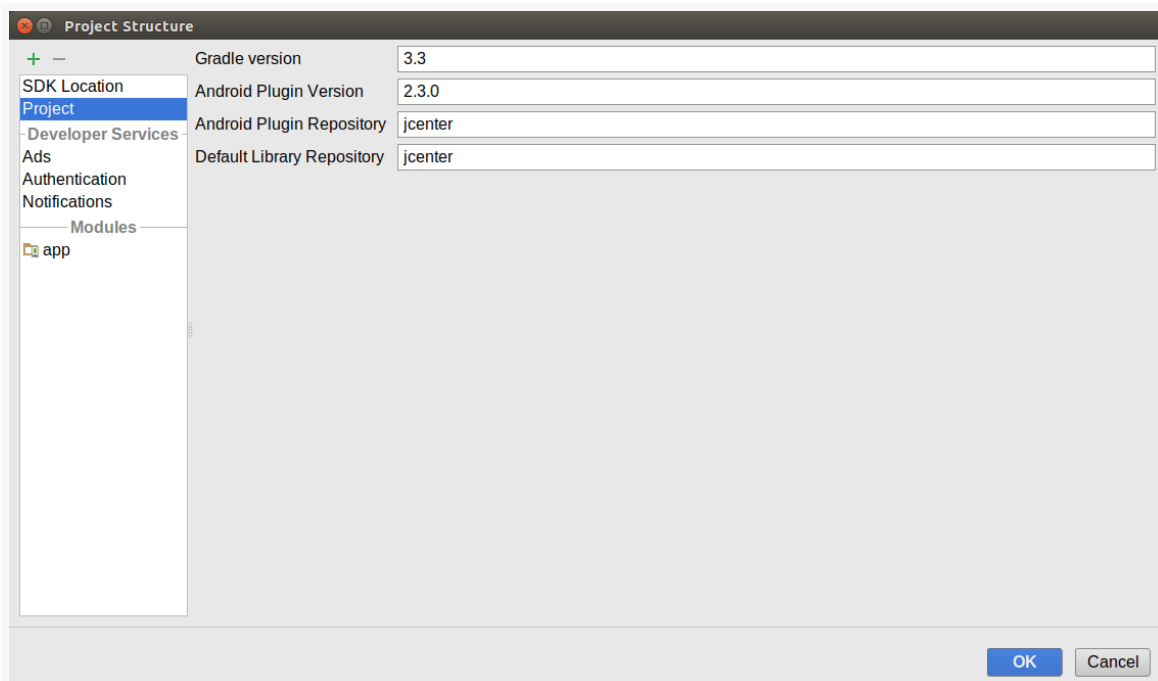 Project Structure
Gradle version 3.3
SDK Location
Android Plugin Version 2.3.0
Project
Android Plugin Repository jcenter
Developer Services
Default Library Repository jcenter
Ads
Authentication
Notifications
Modules
app
OK Cancel